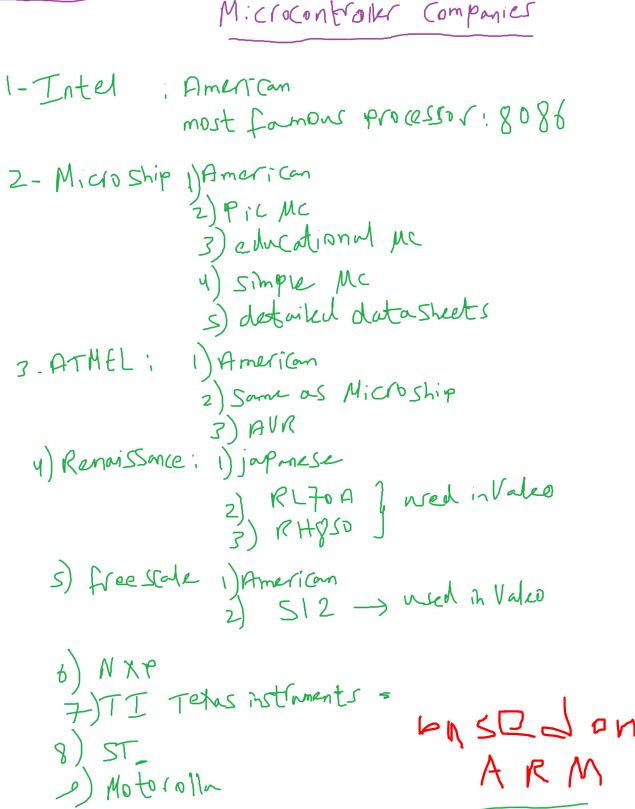 Microcontroller Companies
1- Intel : American
most famous processor: 8086
2- Microship 1) American
2) Pic Mc
3) educational Mc
4) simple Mc
5) detailed datasheets
3. ATMEL: 1) American
2) Same as Microship
3) AVR
4) Renaissance: 1) japanese
2) RL70A } used in Valeo
3) RH850
5) freescale 1) American
2) S12 → used in Valeo
6) NXP
7) TI Texas instruments
8) ST
9) Motorolla
based on
ARM